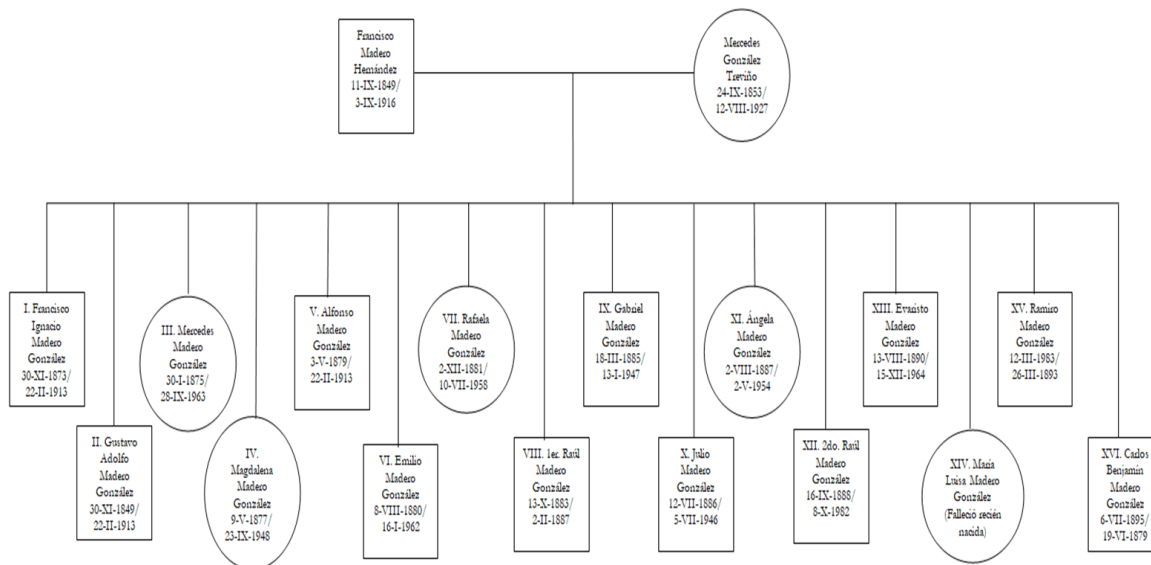 Francisco
Madero
Hernández
11-IX-1849/
3-IX-1916
Mercedes
González
Treviño
24-IX-1853/
12-VIII-1927
I. Francisco
Ignacio
Madero
González
30-XI-1873/
22-II-1913
II. Gustavo
Adolfo
Madero
González
30-XI-1849/
22-II-1913
III. Mercedes
Madero
González
30-I-1875/
28-IX-1963
IV.
Magdalena
Madero
González
9-V-1877/
23-IX-1948
V. Alfonso
Madero
González
3-V-1879/
22-II-1913
VI. Emilio
Madero
González
8-VIII-1880/
16-I-1962
VII. Rafaela
Madero
González
2-XII-1881/
10-VII-1958
VIII. 1er. Raúl
Madero
González
13-X-1883/
2-II-1887
IX. Gabriel
Madero
González
18-III-1885/
13-I-1947
X. Julio
Madero
González
12-VII-1886/
5-VII-1946
XI. Ángela
Madero
González
2-VIII-1887/
2-V-1954
XII. 2do. Raúl
Madero
González
16-IX-1888/
8-X-1982
XIII. Evaristo
Madero
González
13-VIII-1890/
15-XII-1964
XIV. María
Luisa Madero
González
(Falleció recién
nacida)
XV. Ramiro
Madero
González
12-III-1983/
26-III-1893
XVI. Carlos
Benjamín
Madero
González
6-VII-1895/
19-VI-1879